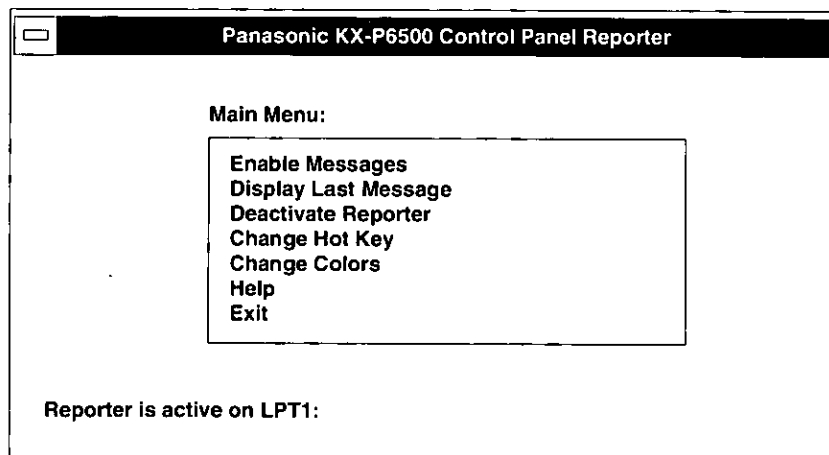 Panasonic KX-P6500 Control Panel Reporter
Main Menu:
Enable Messages
Display Last Message
Deactivate Reporter
Change Hot Key
Change Colors
Help
Exit
Reporter is active on LPT1: